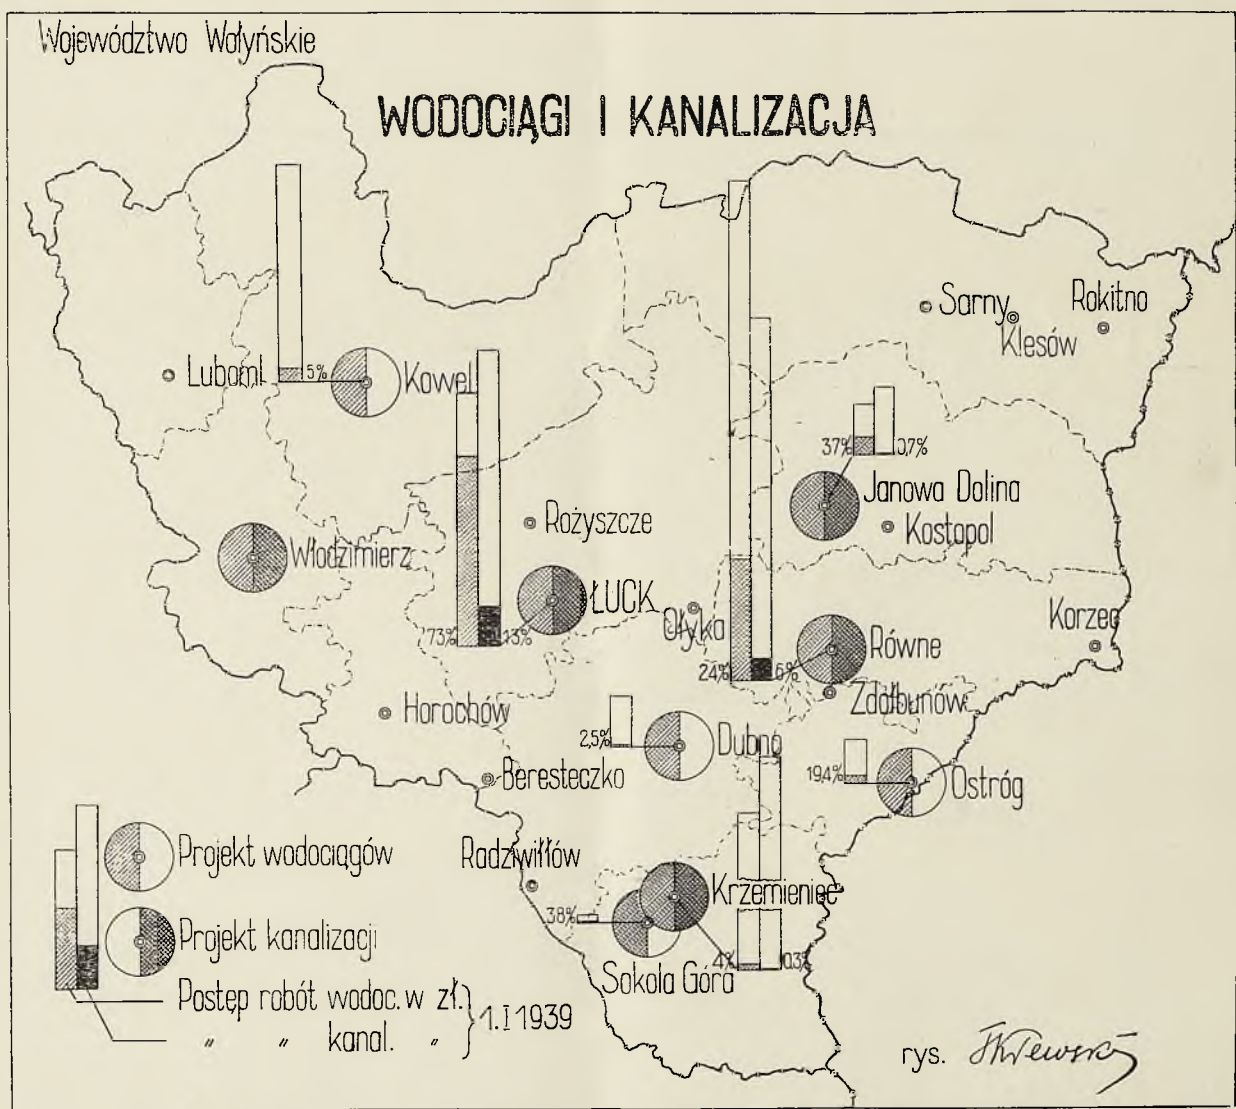 Województwo Wołyńskie
WODOCIĄGI I KANALIZACJA
Sarny
Rokitno
Klesów
Luboml
5%
Kowel
37%
0,7%
Janowa Dolina
Kostopol
Rożyszcze
Włodzimierz
ŁUCK
73%
13%
Ołyka
Korzec
24%
6%
Równe
Zdołbunów
Horochów
2,5%
Dubno
Beresteczko
19,4%
Ostróg
Projekt wodociągów
Radziwiłłów
Krzemieniec
38%
Projekt kanalizacji
4%
0,3%
Sokola Góra
Postęp robót wodoc. w zł.
" " kanal. "
1.I 1939
rys.